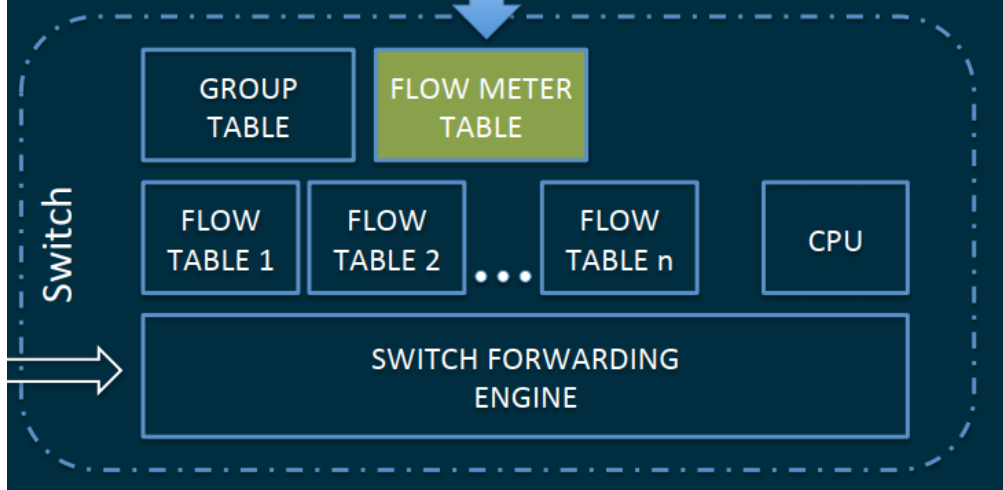 GROUP
TABLE
FLOW METER
TABLE
Switch
FLOW
TABLE 1
FLOW
TABLE 2
...
FLOW
TABLE n
CPU
SWITCH FORWARDING
ENGINE